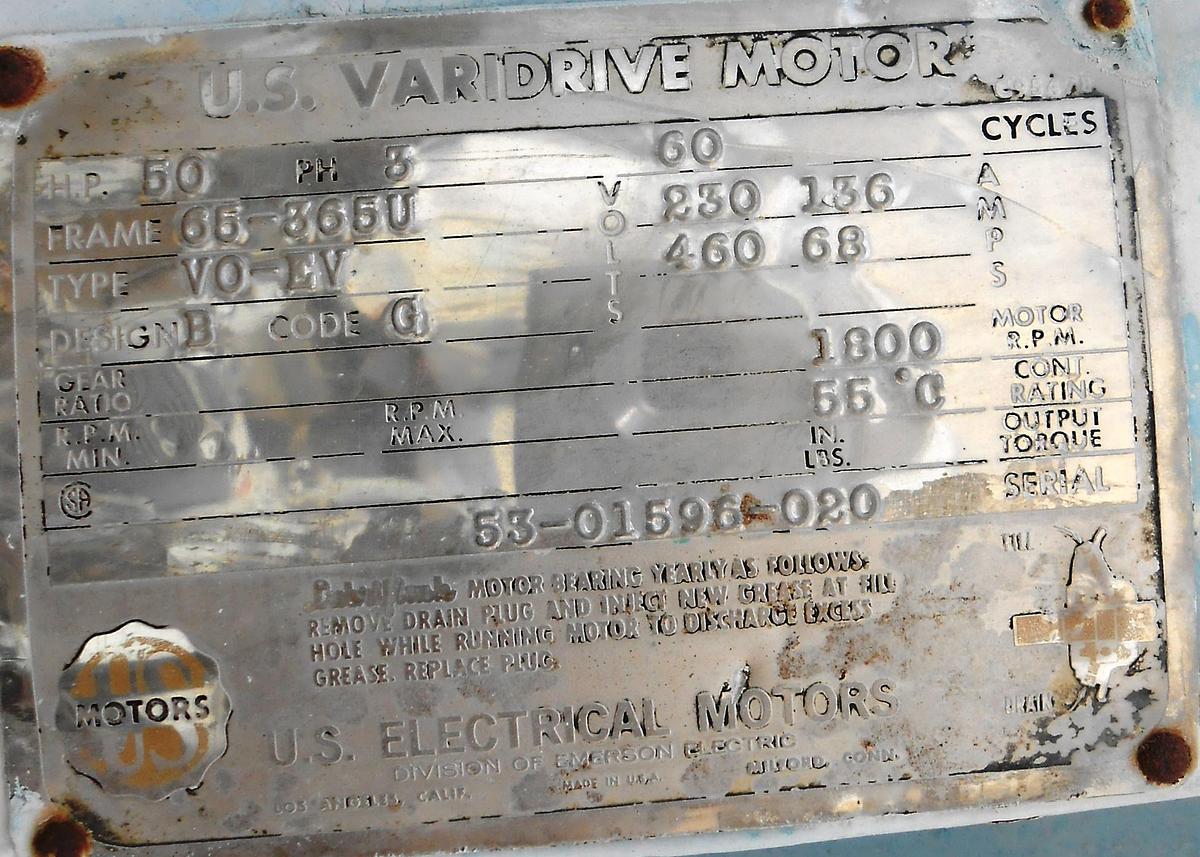 U.S. VARIDRIVE MOTOR
H.P. 50 PH 3 60 CYCLES
FRAME 65-365U VOLTS 230 136 AMPS
TYPE VO-EV 460 68
DESIGN B CODE G 1800 MOTOR R.P.M.
GEAR RATIO 55°C CONT. RATING
R.P.M. MIN. R.P.M. MAX. IN. LBS. OUTPUT TORQUE
SA
53-01596-020 SERIAL
MOTOR BEARING YEARLY AS FOLLOWS:
REMOVE DRAIN PLUG AND INJECT NEW GREASE AT FILL
HOLE WHILE RUNNING MOTOR TO DISCHARGE EXCESS
GREASE. REPLACE PLUG.
FILL
DRAIN
US
MOTORS
U.S. ELECTRICAL MOTORS
DIVISION OF EMERSON ELECTRIC
LOS ANGELES, CALIF. MADE IN U.S.A. MILFORD, CONN.